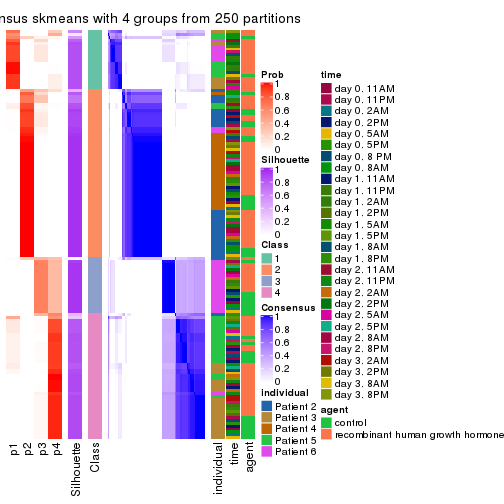 nsus skmeans with 4 groups from 250 partitions
Prob
1
0.8
0.6
0.4
0.2
0
Silhouette
1
0.8
0.6
0.4
0.2
0
Class
1
2
3
4
Consensus
1
0.8
0.6
0.4
0.2
0
individual
Patient 2
Patient 3
Patient 4
Patient 5
Patient 6
time
day 0. 11AM
day 0. 11PM
day 0. 2AM
day 0. 2PM
day 0. 5AM
day 0. 5PM
day 0. 8 PM
day 0. 8AM
day 1. 11AM
day 1. 11PM
day 1. 2AM
day 1. 2PM
day 1. 5AM
day 1. 5PM
day 1. 8AM
day 1. 8PM
day 2. 11AM
day 2. 11PM
day 2. 2AM
day 2. 2PM
day 2. 5AM
day 2. 5PM
day 2. 8AM
day 2. 8PM
day 3. 2AM
day 3. 2PM
day 3. 8AM
day 3. 8PM
agent
control
recombinant human growth hormone
p1
p2
p3
p4
Silhouette
Class
individual
time
agent